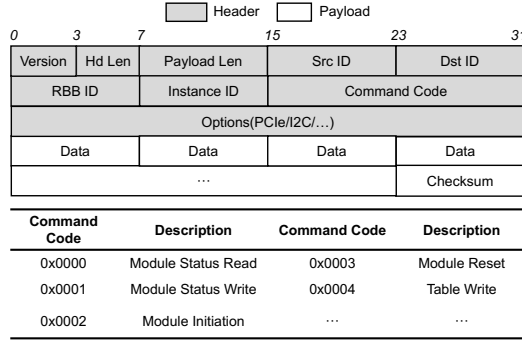 Header Payload
0 3 7 15 23 31
Version Hd Len Payload Len Src ID Dst ID
RBB ID Instance ID Command Code
Options(PCIe/I2C/…)
Data Data Data Data
… Checksum
Command Code Description Command Code Description
0x0000 Module Status Read 0x0003 Module Reset
0x0001 Module Status Write 0x0004 Table Write
0x0002 Module Initiation … …